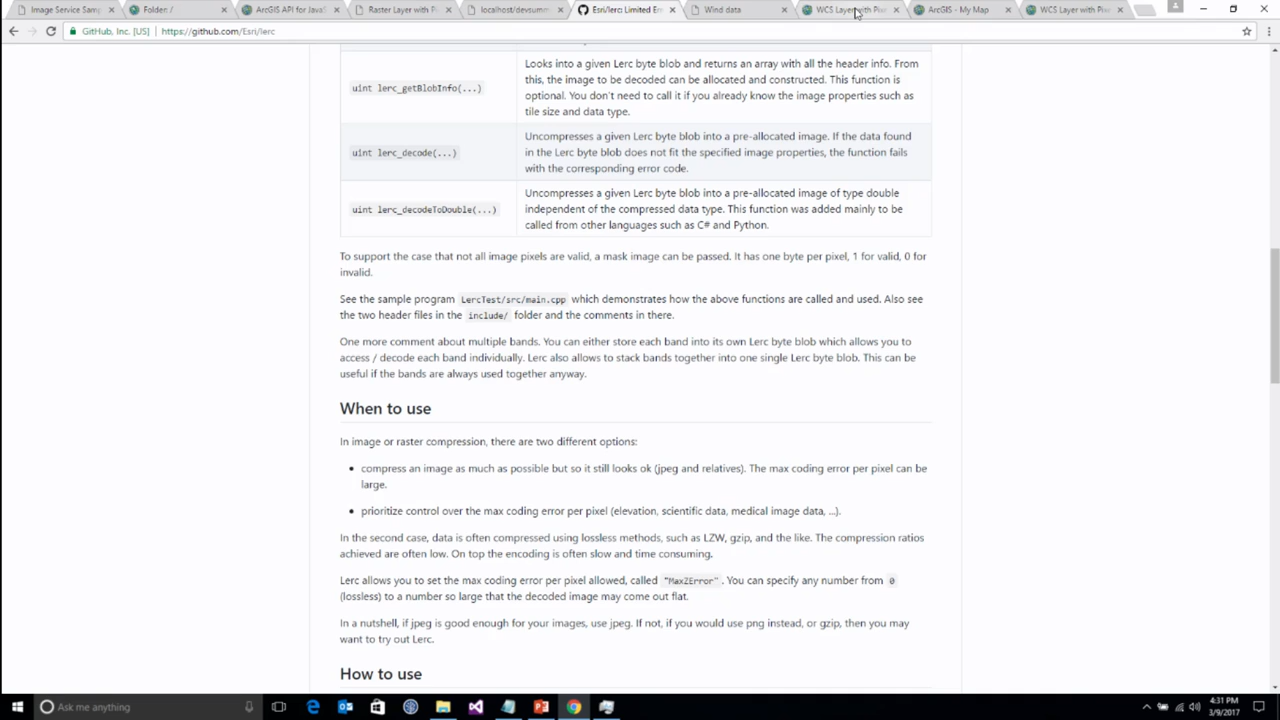 Image Service Samp
Folder: /
ArcGIS API for JavaS
Raster Layer with Pi
localhost/devsumm
Esri/lerc: Limited Er
Wind data
WCS Layer with Pixe
ArcGIS - My Map
WCS Layer with Pixe
GitHub, Inc. [US]
https://github.com/Esri/lerc
uint lerc_getBlobInfo(...)
Looks into a given Lerc byte blob and returns an array with all the header info. From
this, the image to be decoded can be allocated and constructed. This function is
optional. You don't need to call it if you already know the image properties such as
tile size and data type.
uint lerc_decode(...)
Uncompresses a given Lerc byte blob into a pre-allocated image. If the data found
in the Lerc byte blob does not fit the specified image properties, the function fails
with the corresponding error code.
uint lerc_decodeToDouble(...)
Uncompresses a given Lerc byte blob into a pre-allocated image of type double
independent of the compressed data type. This function was added mainly to be
called from other languages such as C# and Python.
To support the case that not all image pixels are valid, a mask image can be passed. It has one byte per pixel, 1 for valid, 0 for
invalid.
See the sample program LercTest/src/main.cpp which demonstrates how the above functions are called and used. Also see
the two header files in the include/ folder and the comments in there.
One more comment about multiple bands. You can either store each band into its own Lerc byte blob which allows you to
access / decode each band individually. Lerc also allows to stack bands together into one single Lerc byte blob. This can be
useful if the bands are always used together anyway.
When to use
In image or raster compression, there are two different options:
• compress an image as much as possible but so it still looks ok (jpeg and relatives). The max coding error per pixel can be
large.
• prioritize control over the max coding error per pixel (elevation, scientific data, medical image data, ...).
In the second case, data is often compressed using lossless methods, such as LZW, gzip, and the like. The compression ratios
achieved are often low. On top the encoding is often slow and time consuming.
Lerc allows you to set the max coding error per pixel allowed, called "MaxZError". You can specify any number from 0
(lossless) to a number so large that the decoded image may come out flat.
In a nutshell, if jpeg is good enough for your images, use jpeg. If not, if you would use png instead, or gzip, then you may
want to try out Lerc.
How to use
Ask me anything
4:31 PM
3/9/2017